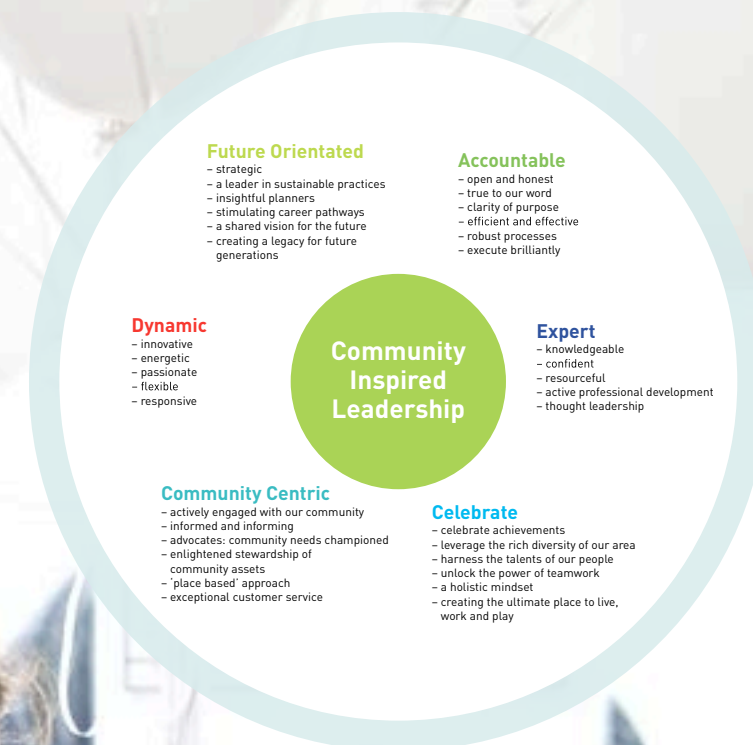 Future Orientated
– strategic
– a leader in sustainable practices
– insightful planners
– stimulating career pathways
– a shared vision for the future
– creating a legacy for future
generations
Accountable
– open and honest
– true to our word
– clarity of purpose
– efficient and effective
– robust processes
– execute brilliantly
Dynamic
– innovative
– energetic
– passionate
– flexible
– responsive
Community
Inspired
Leadership
Expert
– knowledgeable
– confident
– resourceful
– active professional development
– thought leadership
Community Centric
– actively engaged with our community
– informed and informing
– advocates: community needs championed
– enlightened stewardship of
community assets
– ‘place based’ approach
– exceptional customer service
Celebrate
– celebrate achievements
– leverage the rich diversity of our area
– harness the talents of our people
– unlock the power of teamwork
– a holistic mindset
– creating the ultimate place to live,
work and play